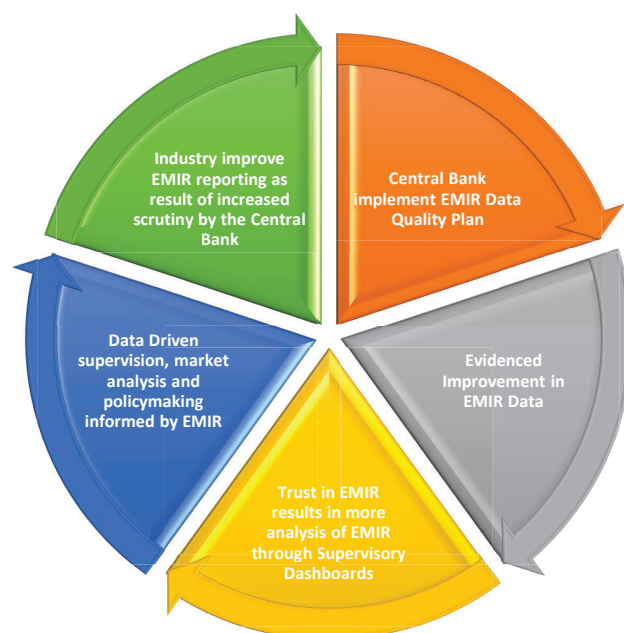 Industry improve
EMIR reporting as
result of increased
scrutiny by the Central
Bank
Central Bank
implement EMIR Data
Quality Plan
Evidenced
Improvement in
EMIR Data
Trust in EMIR
results in more
analysis of EMIR
through Supervisory
Dashboards
Data Driven
supervision, market
analysis and
policymaking
informed by EMIR